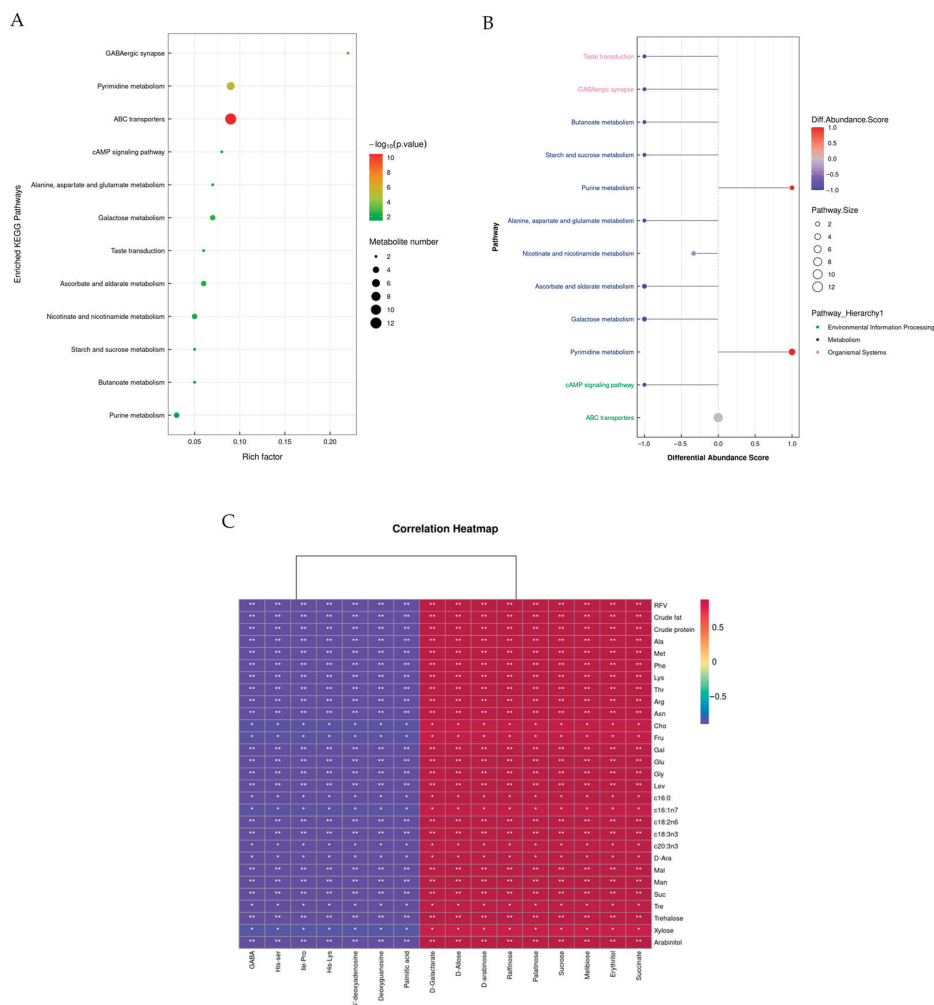 A
GABAergic synapse
Pyrimidine metabolism
ABC transporters
cAMP signaling pathway
Alanine, aspartate and glutamate metabolism
Galactose metabolism
Taste transduction
Ascorbate and aldarate metabolism
Nicotinate and nicotinamide metabolism
Starch and sucrose metabolism
Butanoate metabolism
Purine metabolism
Enriched KEGG Pathways
0.05 0.10 0.15 0.20
Rich factor
−log10(p.value)
10
8
6
4
2
Metabolite number
2
4
6
8
10
12
B
Taste transduction
GABAergic synapse
Butanoate metabolism
Starch and sucrose metabolism
Purine metabolism
Alanine, aspartate and glutamate metabolism
Nicotinate and nicotinamide metabolism
Ascorbate and aldarate metabolism
Galactose metabolism
Pyrimidine metabolism
cAMP signaling pathway
ABC transporters
Pathway
−1.0 −0.5 0.0 0.5 1.0
Differential Abundance Score
Diff.Abundance.Score
1.0
0.5
0.0
−0.5
−1.0
Pathway.Size
2
4
6
8
10
12
Pathway_Hierarchy1
Environmental Information Processing
Metabolism
Organismal Systems
C
Correlation Heatmap
** ** ** ** ** ** ** ** ** ** ** ** ** ** ** ** RFV
** ** ** ** ** ** ** ** ** ** ** ** ** ** ** ** Crude fat
** ** ** ** ** ** ** ** ** ** ** ** ** ** ** ** Crude protein
** ** ** ** ** ** ** ** ** ** ** ** ** ** ** ** Ala
** ** ** ** ** ** ** ** ** ** ** ** ** ** ** ** Met
** ** ** ** ** ** ** ** ** ** ** ** ** ** ** ** Phe
** ** ** ** ** ** ** ** ** ** ** ** ** ** ** ** Lys
** ** ** ** ** ** ** ** ** ** ** ** ** ** ** ** Thr
** ** ** ** ** ** ** ** ** ** ** ** ** ** ** ** Arg
** ** ** ** ** ** ** ** ** ** ** ** ** ** ** ** Asn
* * * * * * * * * * * * * * * * Cho
* * * * * * * * * * * * * * * * Fru
** ** ** ** ** ** ** ** ** ** ** ** ** ** ** ** Gal
** ** ** ** ** ** ** ** ** ** ** ** ** ** ** ** Glu
** ** ** ** ** ** ** ** ** ** ** ** ** ** ** ** Gly
** ** ** ** ** ** ** ** ** ** ** ** ** ** ** ** Lev
* * * * * * * * * * * * * * * * c16:0
* * * * * * * * * * * * * * * * c16:1n7
** ** ** ** ** ** ** ** ** ** ** ** ** ** ** ** c18:2n6
** ** ** ** ** ** ** ** ** ** ** ** ** ** ** ** c18:3n3
* * * * * * * * * * * * * * * * c20:3n3
* * * * * * * * * * * * * * * * D-Ara
** ** ** ** ** ** ** ** ** ** ** ** ** ** ** ** Mal
** ** ** ** ** ** ** ** ** ** ** ** ** ** ** ** Man
** ** ** ** ** ** ** ** ** ** ** ** ** ** ** ** Suc
* * * * * * * * * * * * * * * * Tre
** ** ** ** ** ** ** ** ** ** ** ** ** ** ** ** Trehalose
* * * * * * * * * * * * * * * * Xylose
** ** ** ** ** ** ** ** ** ** ** ** ** ** ** ** Arabinitol
GABA
His-ser
Ile-Pro
His-Lys
5'-deoxyadenosine
Deoxyguanosine
Palmitic acid
D-Galactarate
D-Allose
D-arabinose
Raffinose
Palatinose
Sucrose
Melibiose
Erythritol
Succinate
0.5
0
−0.5